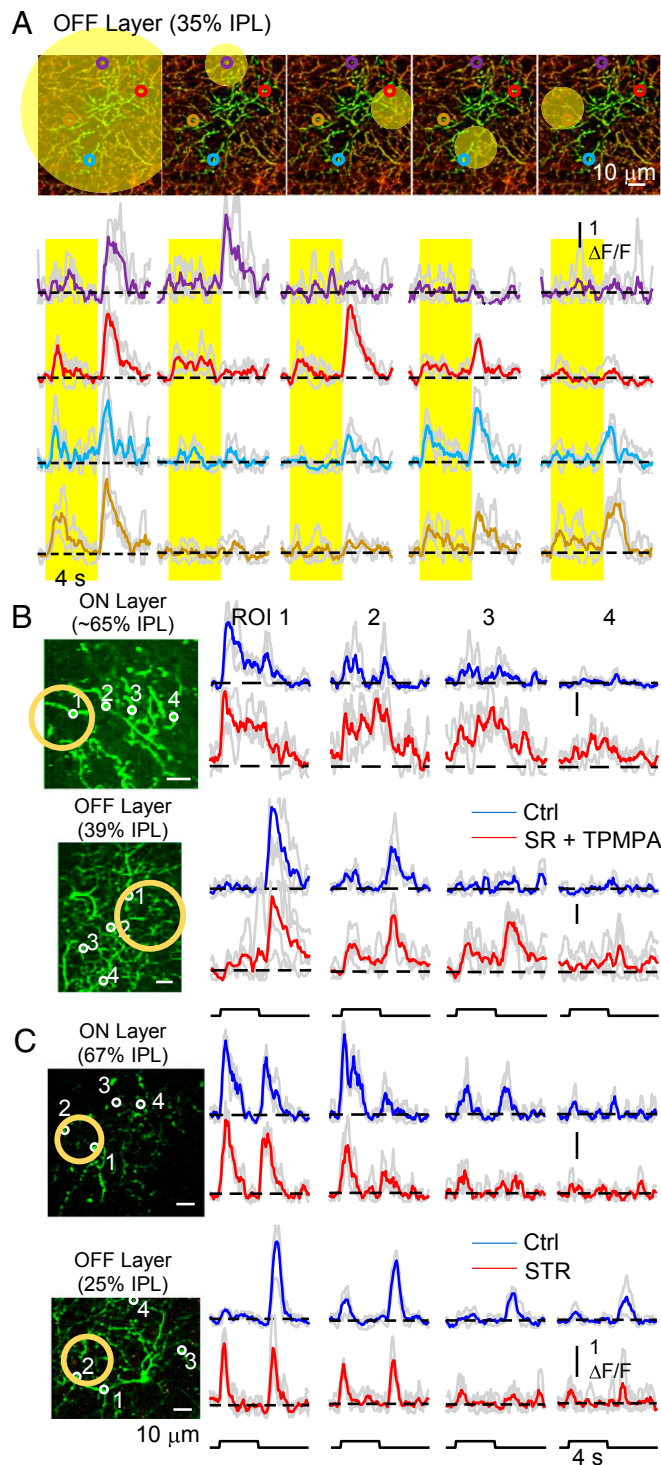 A
OFF Layer (35% IPL)
10 μm
1
ΔF/F
4 s
B
ON Layer
(~65% IPL)
ROI 1 2 3 4
1 2 3 4
OFF Layer
(39% IPL)
Ctrl
SR + TPMPA
1
2
3
4
C
ON Layer
(67% IPL)
3
4
2
1
OFF Layer
(25% IPL)
Ctrl
STR
4
3
2
1
1
ΔF/F
10 μm
4 s